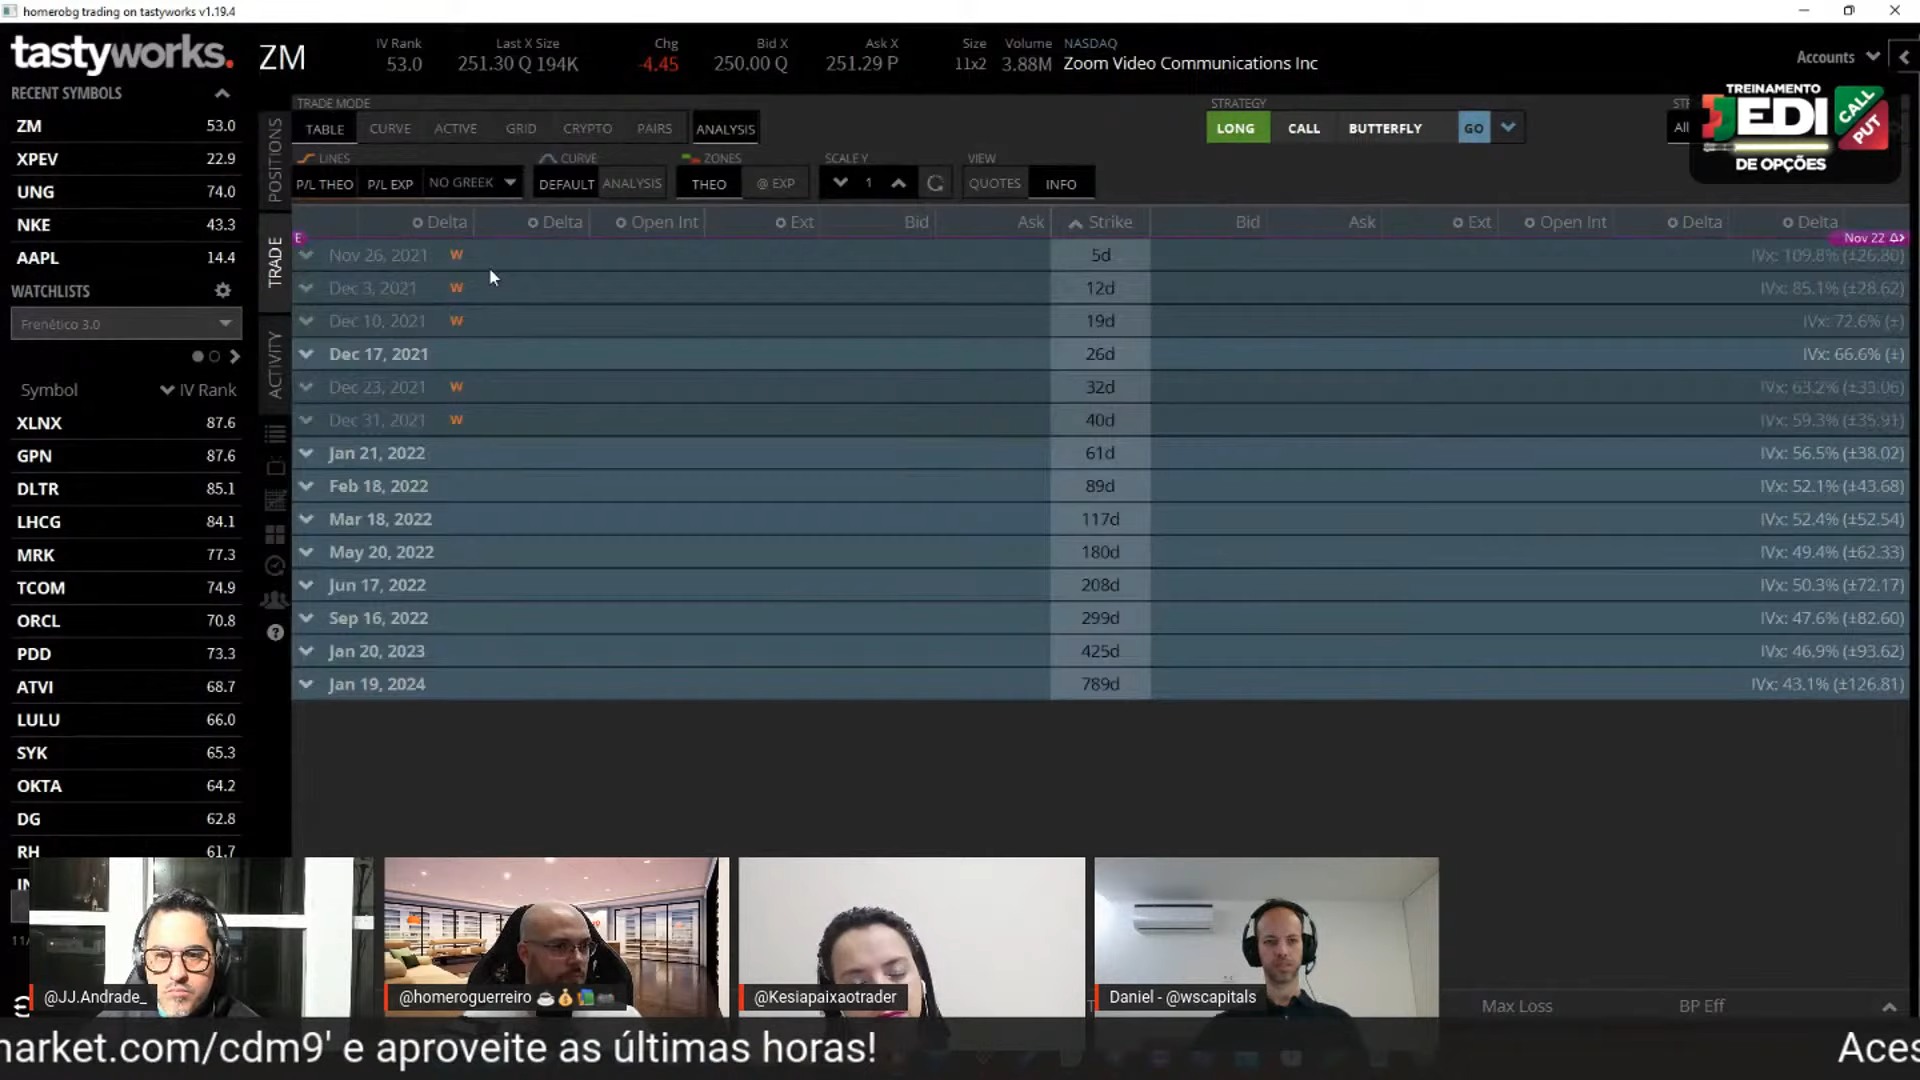 homerobg trading on tastyworks v1.19.4
tastyworks.
ZM
IV Rank
53.0
Last X Size
251.30 Q 194K
Chg
-4.45
Bid X
250.00 Q
Ask X
251.29 P
Size
11x2
Volume
3.88M
NASDAQ
Zoom Video Communications Inc
Accounts
RECENT SYMBOLS
ZM 53.0
XPEV 22.9
UNG 74.0
NKE 43.3
AAPL 14.4
WATCHLISTS
Frenético 3.0
Symbol IV Rank
XLNX 87.6
GPN 87.6
DLTR 85.1
LHCG 84.1
MRK 77.3
TCOM 74.9
ORCL 70.8
PDD 73.3
ATVI 68.7
LULU 66.0
SYK 65.3
OKTA 64.2
DG 62.8
RH 61.7
POSITIONS
TRADE
ACTIVITY
TRADE MODE
TABLE CURVE ACTIVE GRID CRYPTO PAIRS ANALYSIS
STRATEGY
LONG CALL BUTTERFLY GO
All
TREINAMENTO
JEDI
DE OPÇÕES
CALL
PUT
LINES CURVE ZONES SCALE Y VIEW
P/L THEO P/L EXP NO GREEK DEFAULT ANALYSIS THEO @ EXP 1 QUOTES INFO
Delta Delta Open Int Ext Bid Ask Strike Bid Ask Ext Open Int Delta Delta
E Nov 22
Nov 26, 2021 W 5d IVx: 109.8% (±26.80)
Dec 3, 2021 W 12d IVx: 85.1% (±28.62)
Dec 10, 2021 W 19d IVx: 72.6% (±)
Dec 17, 2021 26d IVx: 66.6% (±)
Dec 23, 2021 W 32d IVx: 63.2% (±33.06)
Dec 31, 2021 W 40d IVx: 59.3% (±35.91)
Jan 21, 2022 61d IVx: 56.5% (±38.02)
Feb 18, 2022 89d IVx: 52.1% (±43.68)
Mar 18, 2022 117d IVx: 52.4% (±52.54)
May 20, 2022 180d IVx: 49.4% (±62.33)
Jun 17, 2022 208d IVx: 50.3% (±72.17)
Sep 16, 2022 299d IVx: 47.6% (±82.60)
Jan 20, 2023 425d IVx: 46.9% (±93.62)
Jan 19, 2024 789d IVx: 43.1% (±126.81)
@JJ.Andrade_
@homeroguerreiro
@Kesiapaixaotrader
Daniel - @wscapitals
Max Loss
BP Eff
market.com/cdm9' e aproveite as últimas horas!
Aces